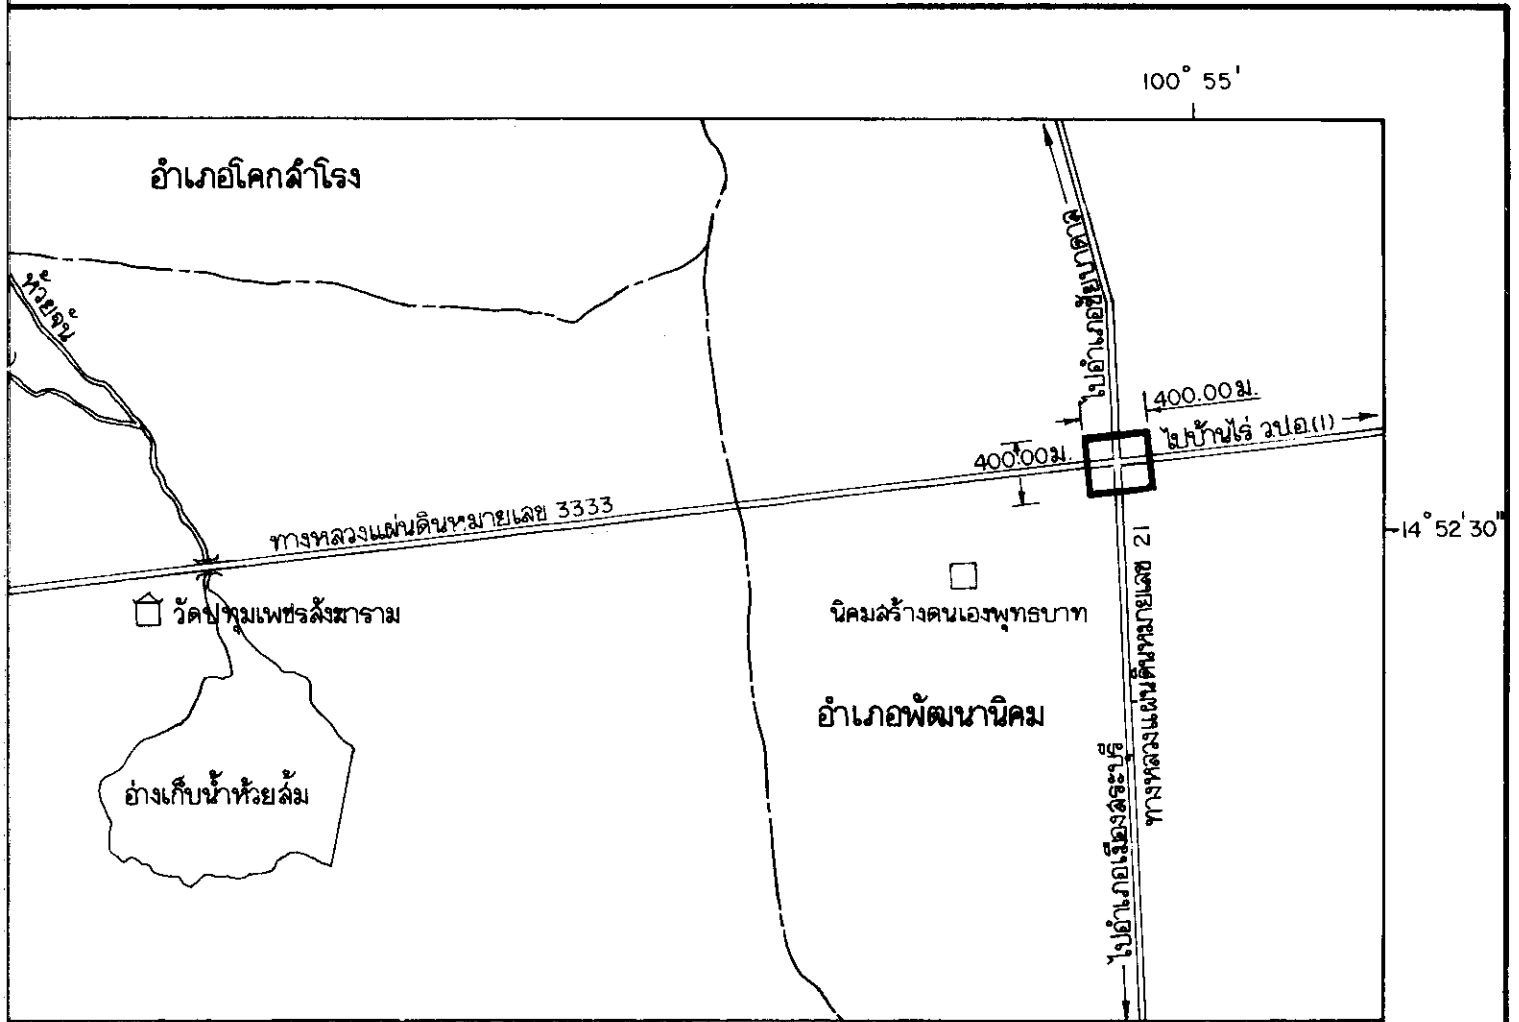 100° 55'
อำเภอโคกสำโรง
ไปอำเภอชัยบาดาล
ห้วยจัน
400.00 ม.
ไปบ้านไร่ วปอ.(1)
400.00 ม.
ทางหลวงแผ่นดินหมายเลข 3333
14° 52' 30"
วัดปทุมเพชรสังฆาราม
นิคมสร้างตนเองพุทธบาท
ทางหลวงแผ่นดินหมายเลข 21
อำเภอพัฒนานิคม
อ่างเก็บน้ำห้วยส้ม
ไปอำเภอเมืองสระบุรี